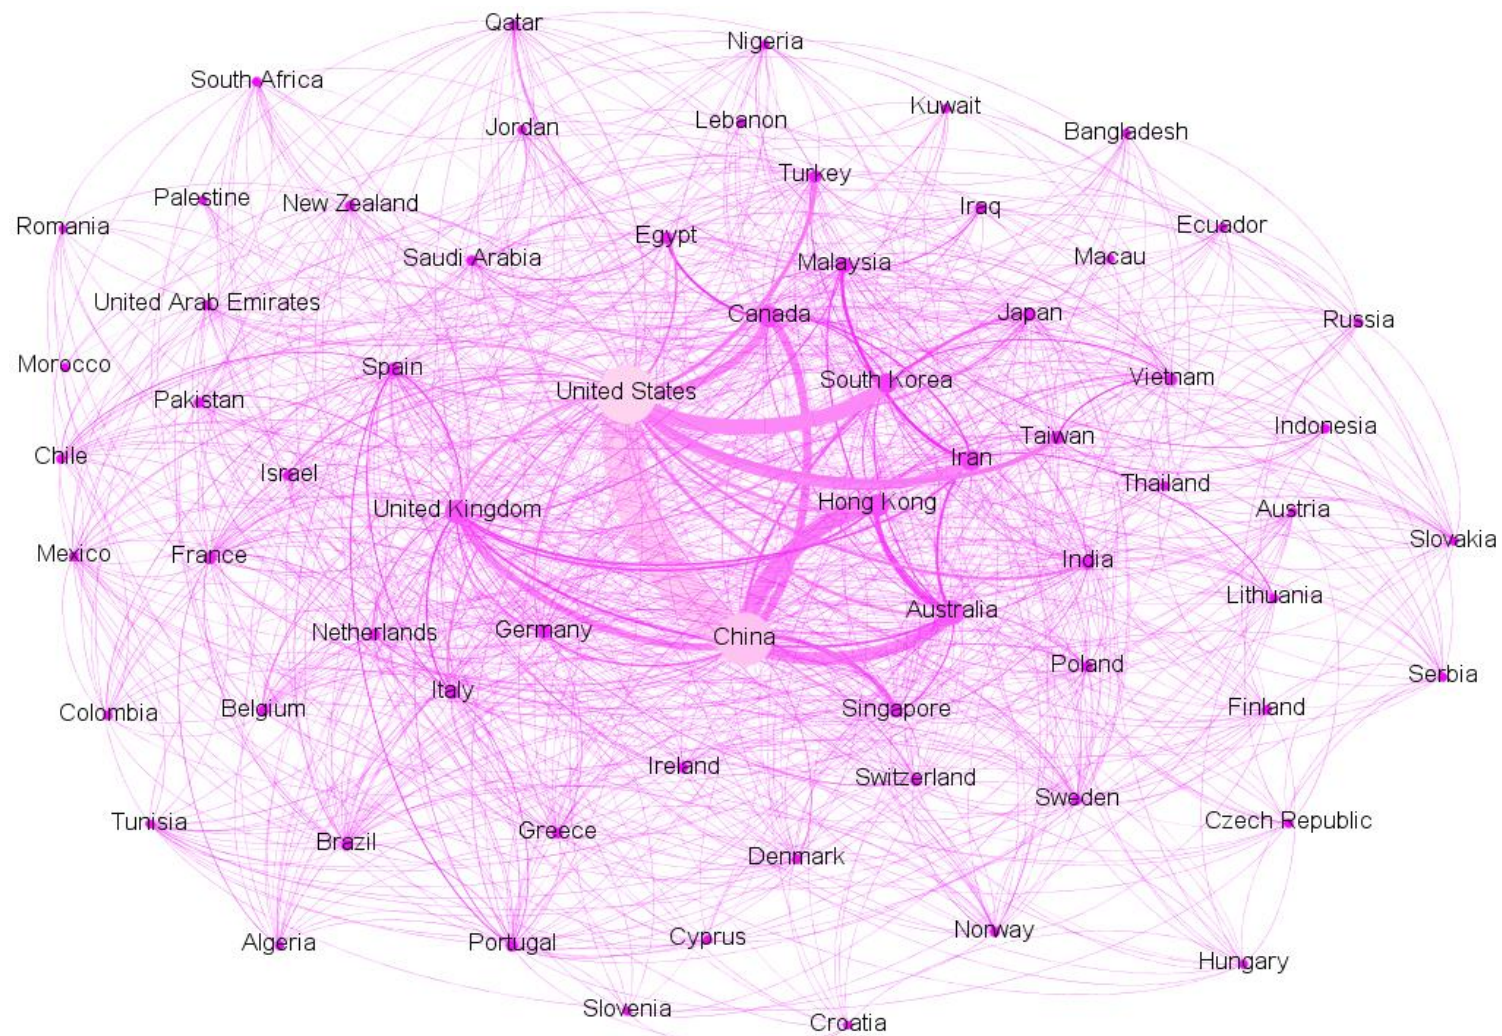 Qatar
Nigeria
South Africa
Kuwait
Lebanon
Jordan
Bangladesh
Turkey
Palestine
New Zealand
Iraq
Romania
Ecuador
Egypt
Saudi Arabia
Macau
Malaysia
United Arab Emirates
Canada
Japan
Russia
Morocco
Spain
Vietnam
South Korea
United States
Pakistan
Indonesia
Taiwan
Chile
Iran
Israel
Thailand
Hong Kong
United Kingdom
Austria
Slovakia
Mexico
France
India
Lithuania
Australia
Netherlands
Germany
China
Poland
Serbia
Italy
Colombia
Belgium
Singapore
Finland
Ireland
Switzerland
Sweden
Tunisia
Czech Republic
Greece
Brazil
Denmark
Norway
Cyprus
Algeria
Portugal
Hungary
Slovenia
Croatia